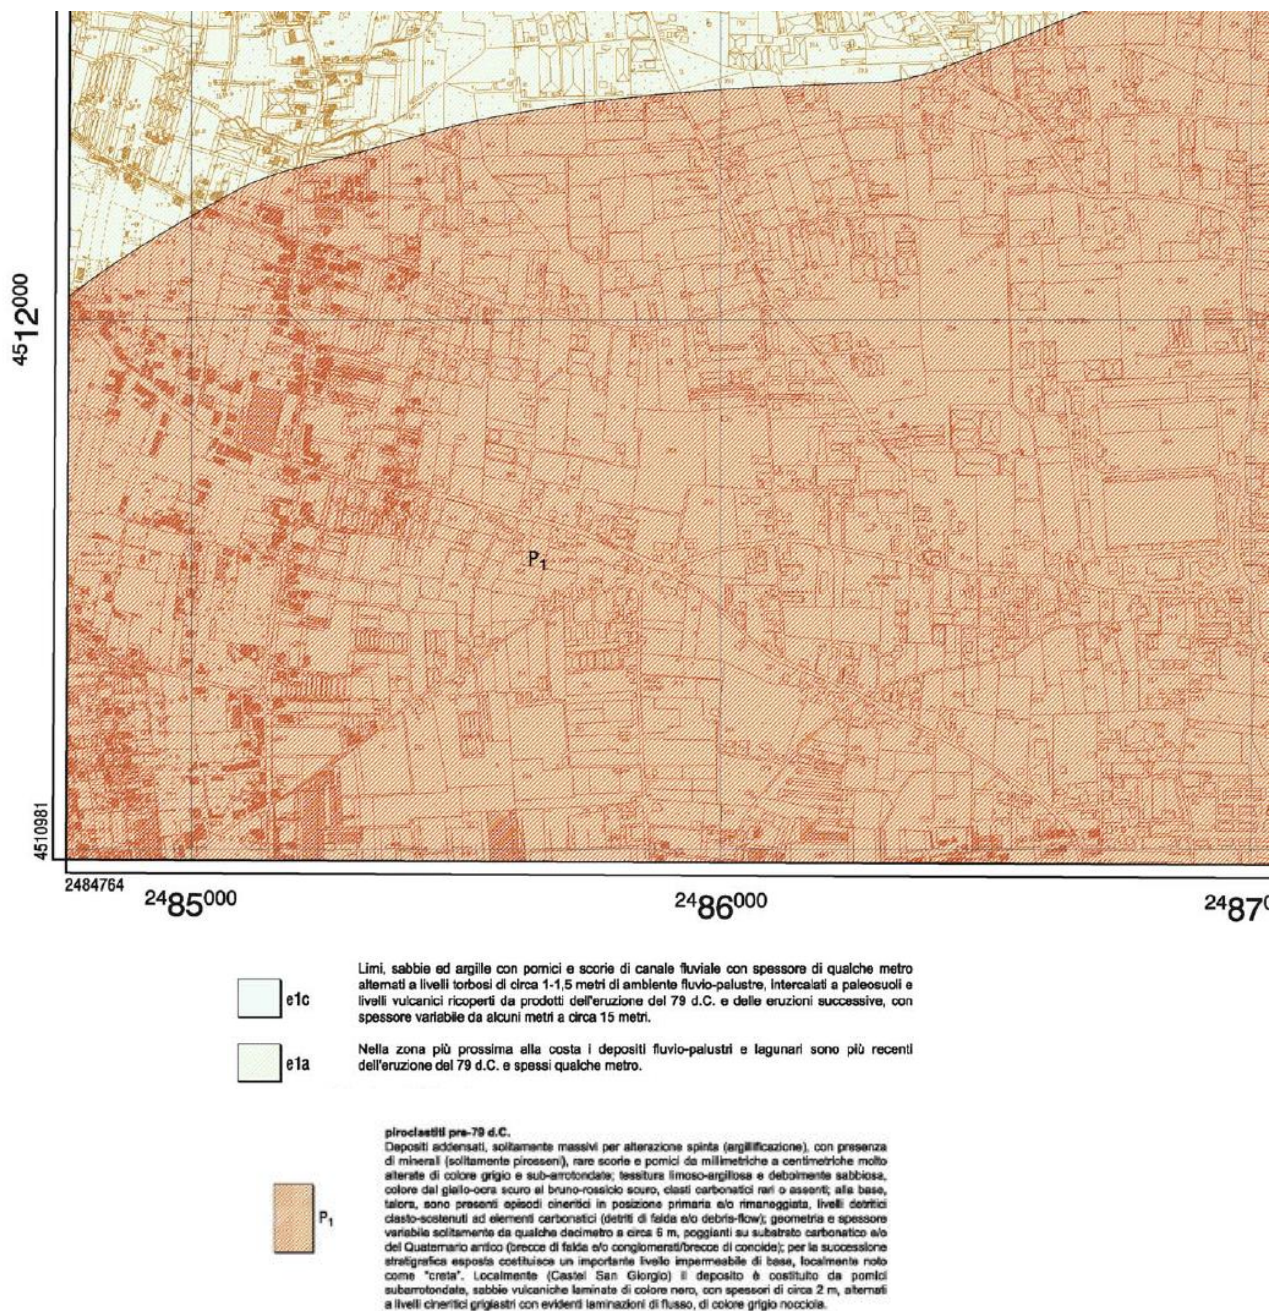 4512000
P1
4510981
2484764
2485000
2486000
2487
Limi, sabbie ed argille con pomici e scorie di canale fluviale con spessore di qualche metro
e1c
alternati a livelli torbosi di circa 1-1,5 metri di ambiente fluvio-palustre, intercalati a paleosuoli e
livelli vulcanici ricoperti da prodotti dell'eruzione del 79 d.C. e delle eruzioni successive, con
spessore variabile da alcuni metri a circa 15 metri.
Nella zona più prossima alla costa i depositi fluvio-palustri e lagunari sono più recenti
e1a
dell'eruzione del 79 d.C. e spessi qualche metro.
piroclastiti pre-79 d.C.
Depositi addensati, solitamente massivi per alterazione spinta (argillificazione), con presenza
di minerali (solitamente pirosseni), rare scorie e pomici da millimetriche a centimetriche molto
alterate di colore grigio e sub-arrotondate; tessitura limoso-argillosa e debolmente sabbiosa,
colore dal giallo-ocra scuro al bruno-rossicio scuro, clasti carbonatici rari o assenti; alla base,
talora, sono presenti episodi cineritici in posizione primaria e/o rimaneggiata, livelli detritici
P1
clasto-sostenuti ad elementi carbonatici (detriti di falda e/o debris-flow); geometria e spessore
variabile solitamente da qualche decimetro a circa 6 m, poggianti su substrato carbonatico e/o
del Quaternario antico (brecce di falda e/o conglomerati/brecce di conoide); per la successione
stratigrafica esposta costituisce un importante livello impermeabile di base, localmente noto
come "creta". Localmente (Castel San Giorgio) il deposito è costituito da pomici
subarrotondate, sabbie vulcaniche laminate di colore nero, con spessori di circa 2 m, alternati
a livelli cineritici grigiastri con evidenti laminazioni di flusso, di colore grigio nocciola.